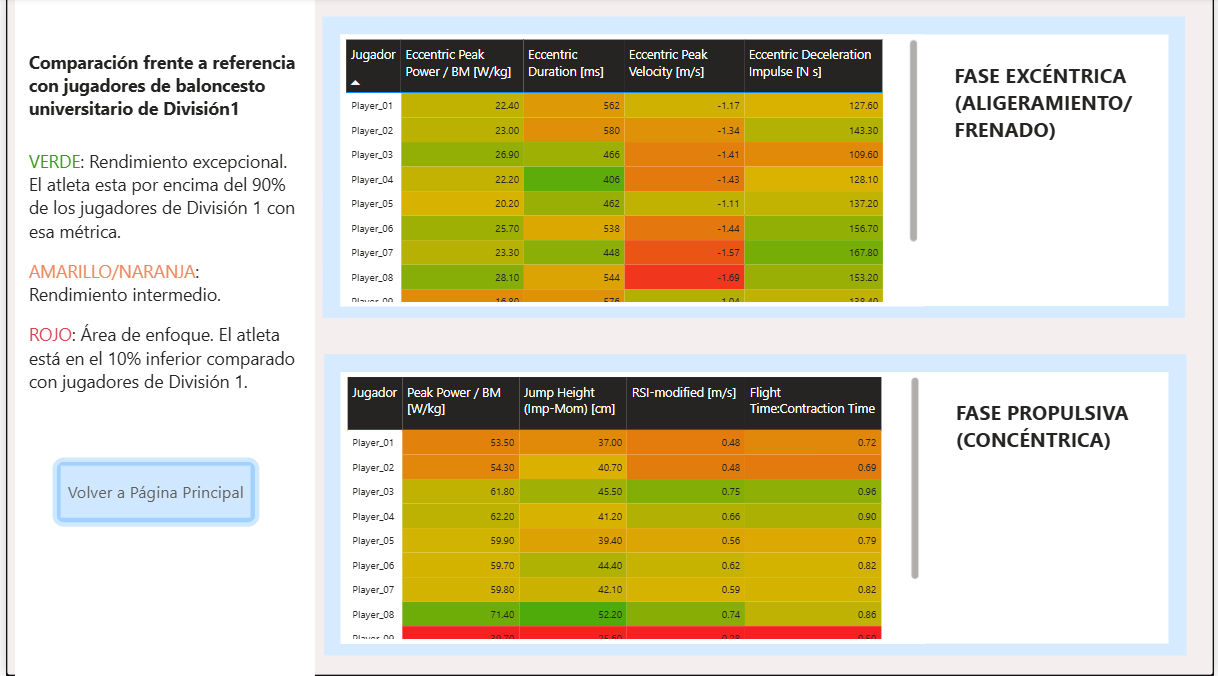 Comparación frente a referencia
con jugadores de baloncesto
universitario de División1
VERDE: Rendimiento excepcional.
El atleta esta por encima del 90%
de los jugadores de División 1 con
esa métrica.
AMARILLO/NARANJA:
Rendimiento intermedio.
ROJO: Área de enfoque. El atleta
está en el 10% inferior comparado
con jugadores de División 1.
Volver a Página Principal
Jugador Eccentric Peak Power / BM [W/kg] Eccentric Duration [ms] Eccentric Peak Velocity [m/s] Eccentric Deceleration Impulse [N s]
Player_01 22.40 562 -1.17 127.60
Player_02 23.00 580 -1.34 143.30
Player_03 26.90 466 -1.41 109.60
Player_04 22.20 406 -1.43 128.10
Player_05 20.20 462 -1.11 137.20
Player_06 25.70 538 -1.44 156.70
Player_07 23.30 448 -1.57 167.80
Player_08 28.10 544 -1.69 153.20
FASE EXCÉNTRICA
(ALIGERAMIENTO/
FRENADO)
Jugador Peak Power / BM [W/kg] Jump Height (Imp-Mom) [cm] RSI-modified [m/s] Flight Time:Contraction Time
Player_01 53.50 37.00 0.48 0.72
Player_02 54.30 40.70 0.48 0.69
Player_03 61.80 45.50 0.75 0.96
Player_04 62.20 41.20 0.66 0.90
Player_05 59.90 39.40 0.56 0.79
Player_06 59.70 44.40 0.62 0.82
Player_07 59.80 42.10 0.59 0.82
Player_08 71.40 52.20 0.74 0.86
FASE PROPULSIVA
(CONCÉNTRICA)